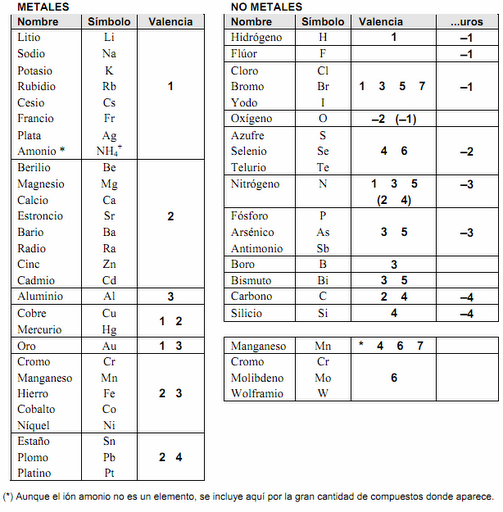 METALES
Nombre Símbolo Valencia
Litio Li
Sodio Na
Potasio K
Rubidio Rb 1
Cesio Cs
Francio Fr
Plata Ag
Amonio * NH4+
Berilio Be
Magnesio Mg
Calcio Ca
Estroncio Sr 2
Bario Ba
Radio Ra
Cinc Zn
Cadmio Cd
Aluminio Al 3
Cobre Cu
1 2
Mercurio Hg
Oro Au 1 3
Cromo Cr
Manganeso Mn
Hierro Fe 2 3
Cobalto Co
Níquel Ni
Estaño Sn
Plomo Pb 2 4
Platino Pt
NO METALES
Nombre Símbolo Valencia ...uros
Hidrógeno H 1 –1
Flúor F –1
Cloro Cl
Bromo Br 1 3 5 7 –1
Yodo I
Oxígeno O –2 (–1)
Azufre S
Selenio Se 4 6 –2
Telurio Te
Nitrógeno N 1 3 5 –3
(2 4)
Fósforo P
Arsénico As 3 5 –3
Antimonio Sb
Boro B 3
Bismuto Bi 3 5
Carbono C 2 4 –4
Silicio Si 4 –4
Manganeso Mn * 4 6 7
Cromo Cr
Molibdeno Mo 6
Wolframio W
(*) Aunque el ión amonio no es un elemento, se incluye aquí por la gran cantidad de compuestos donde aparece.